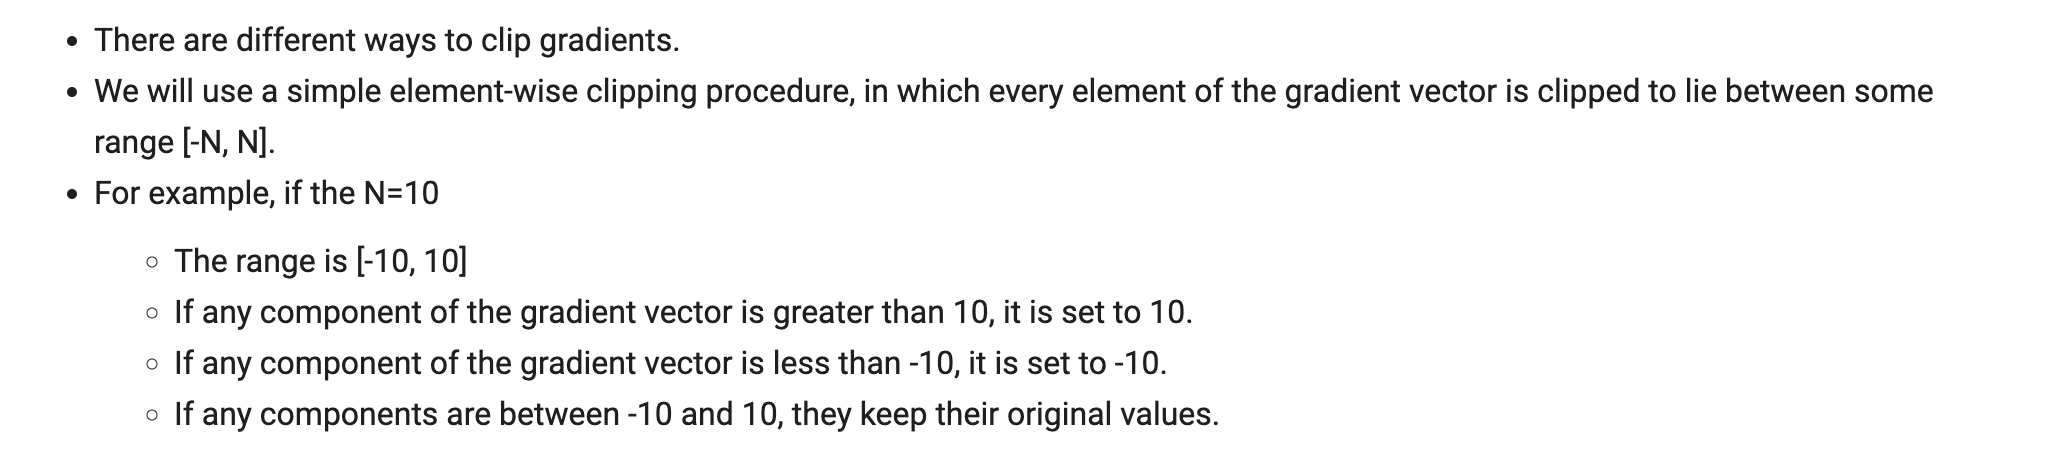 • There are different ways to clip gradients.
• We will use a simple element-wise clipping procedure, in which every element of the gradient vector is clipped to lie between some
range [-N, N].
• For example, if the N=10
◦ The range is [-10, 10]
◦ If any component of the gradient vector is greater than 10, it is set to 10.
◦ If any component of the gradient vector is less than -10, it is set to -10.
◦ If any components are between -10 and 10, they keep their original values.